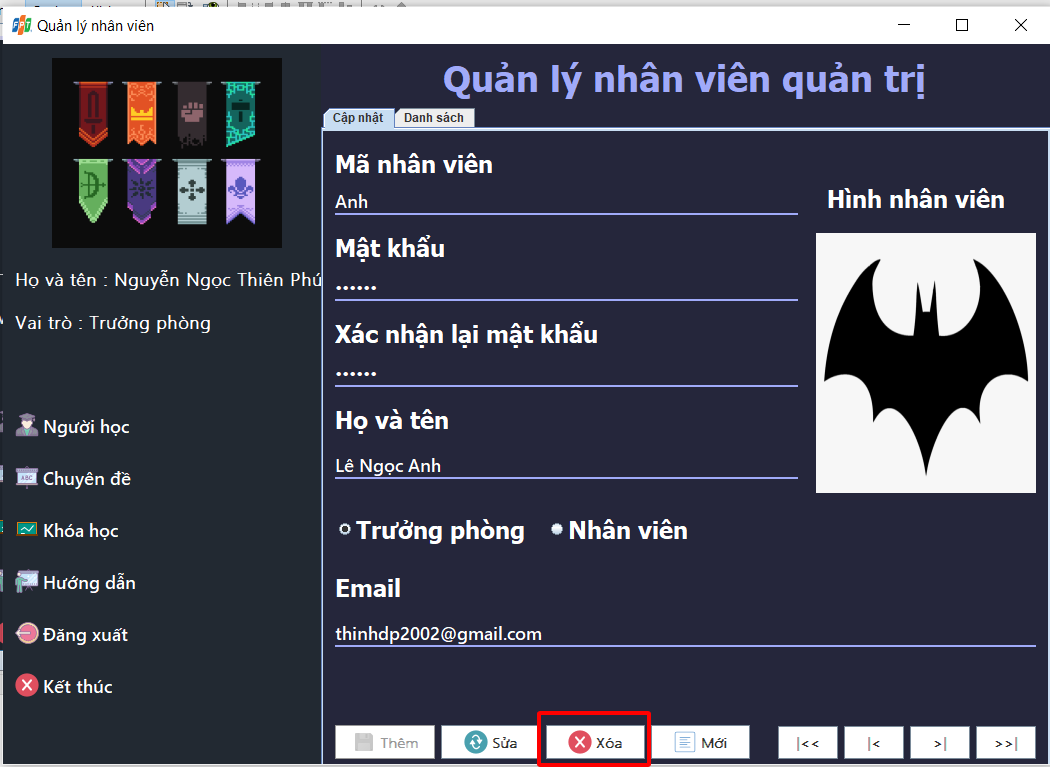 FPT Quản lý nhân viên
Quản lý nhân viên quản trị
Cập nhật Danh sách
Họ và tên : Nguyễn Ngọc Thiên Phú
Vai trò : Trưởng phòng
Người học
ABC Chuyên đề
Khóa học
Hướng dẫn
Đăng xuất
Kết thúc
Mã nhân viên
Anh
Mật khẩu
••••••
Xác nhận lại mật khẩu
••••••
Họ và tên
Lê Ngọc Anh
Hình nhân viên
Trưởng phòng Nhân viên
Email
thinhdp2002@gmail.com
Thêm Sửa Xóa Mới |<< |< >| >>|